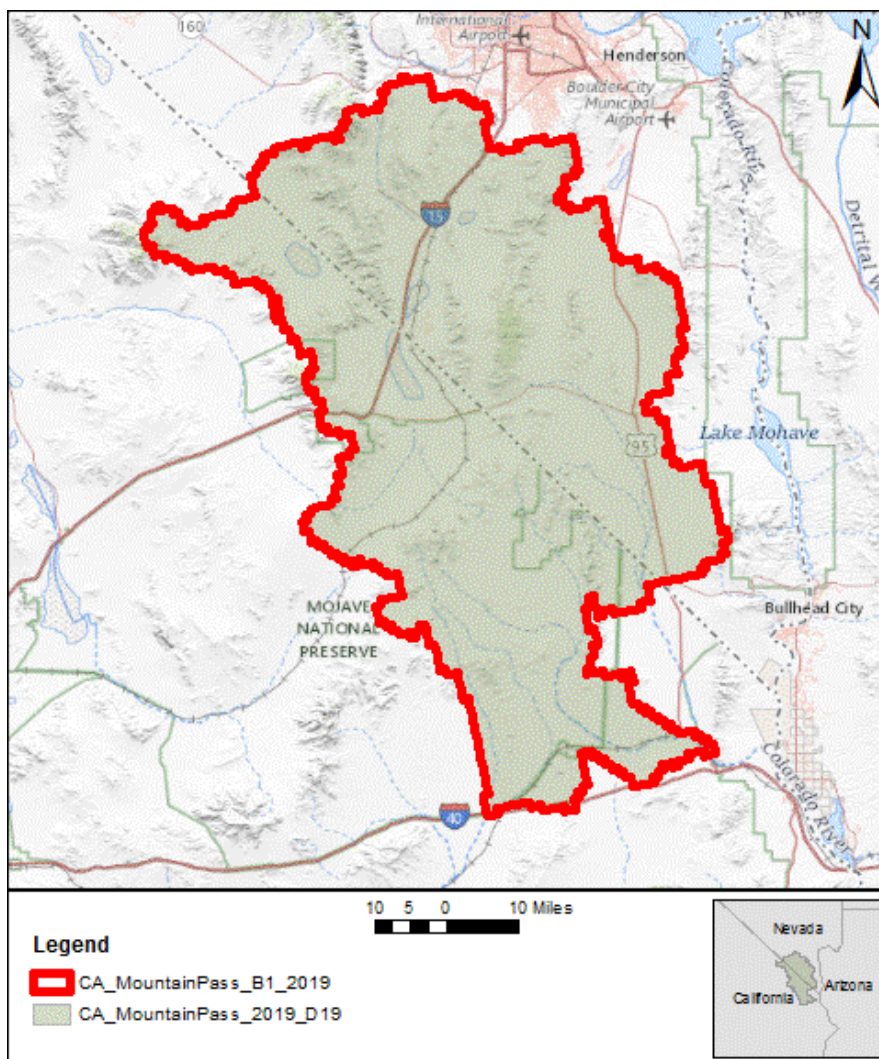 160
International
Airport
N
Henderson
Boulder City
Municipal
Airport
Colorado River
Detrital W
15
Lake Mohave
95
Bullhead City
MOJAVE
NATIONAL
PRESERVE
Colorado River
40
10 5 0 10 Miles
Legend
CA_MountainPass_B1_2019
CA_MountainPass_2019_D19
Nevada
California
Arizona